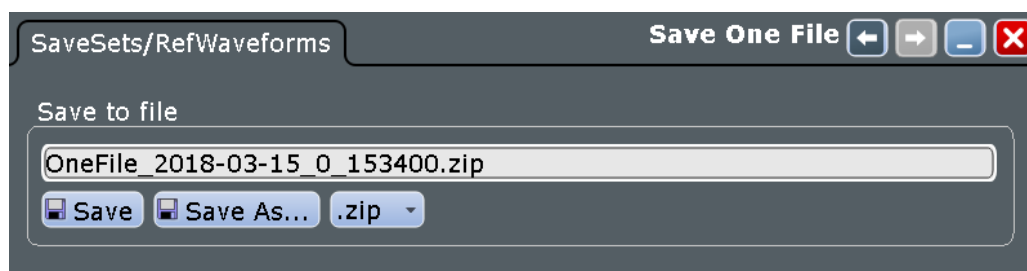 SaveSets/RefWaveforms
Save One File
Save to file
OneFile_2018-03-15_0_153400.zip
Save Save As... .zip